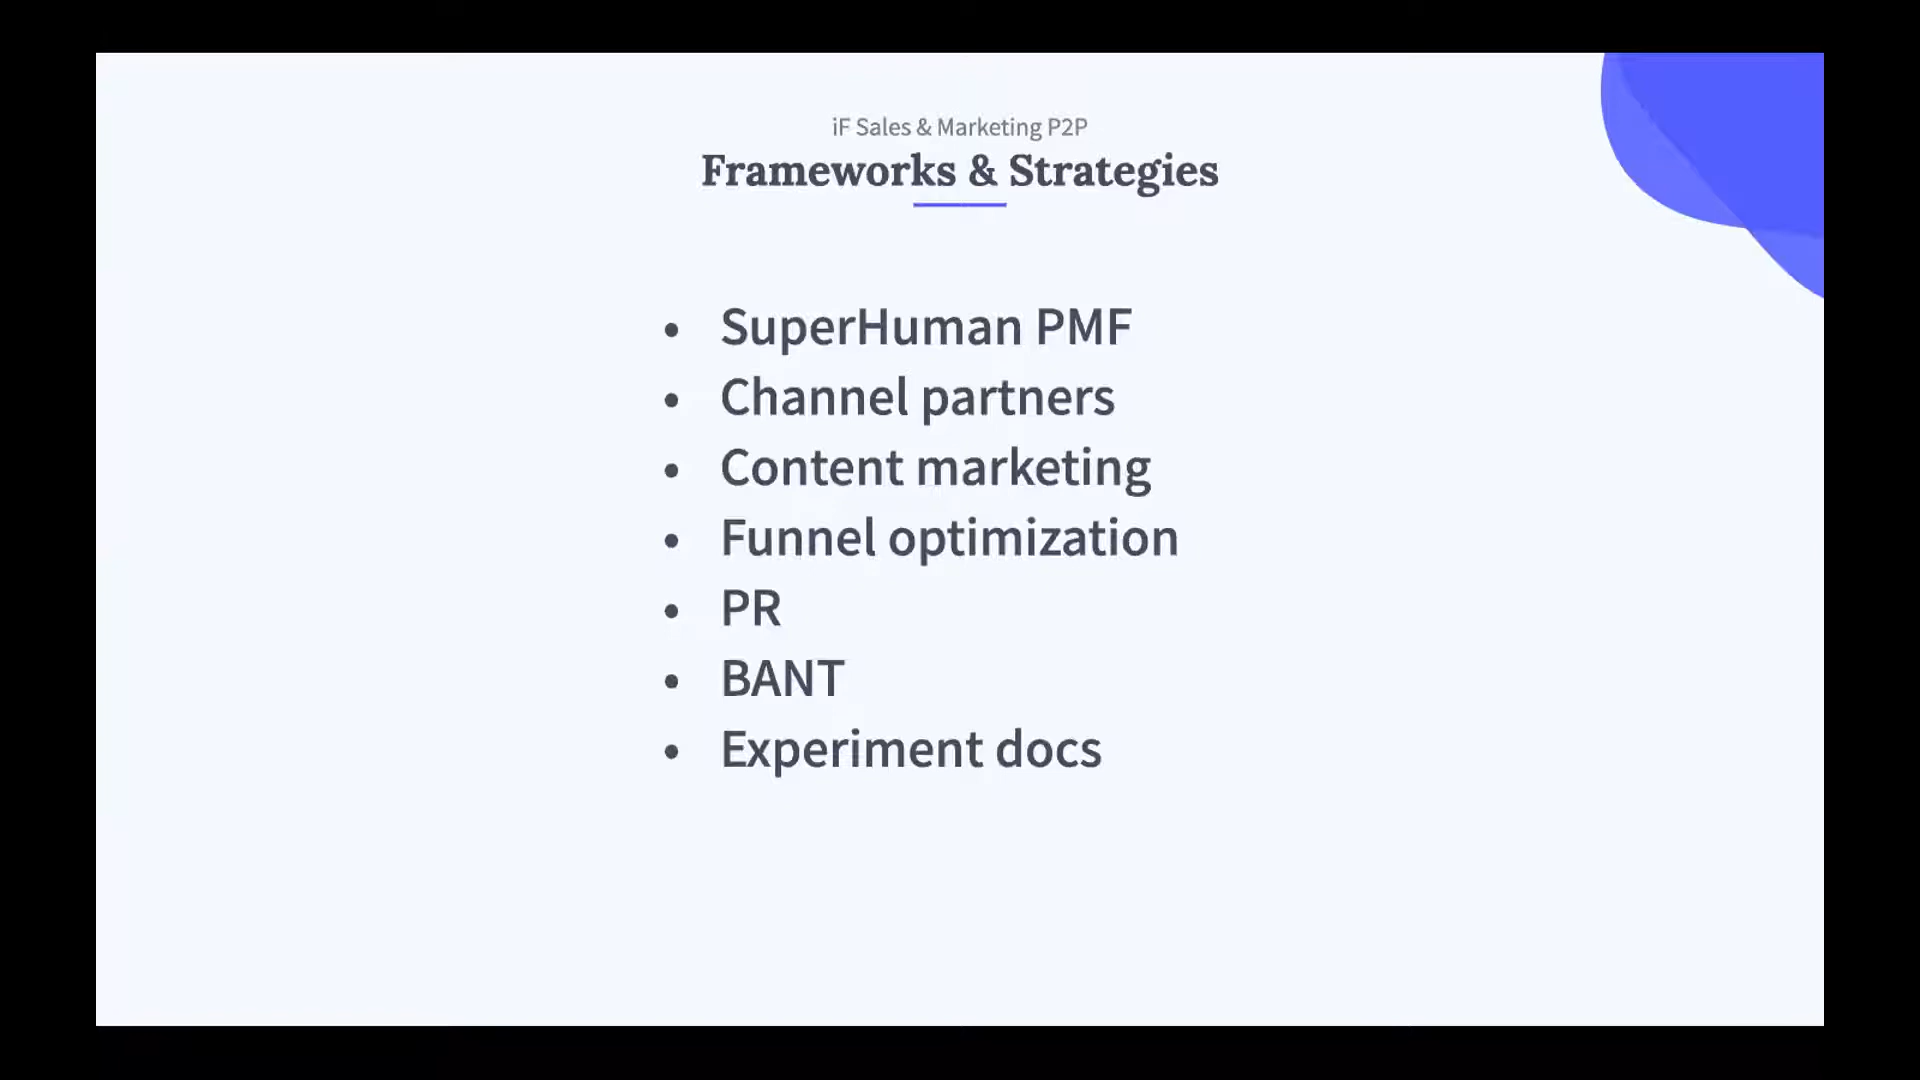 iF Sales & Marketing P2P
Frameworks & Strategies
• SuperHuman PMF
• Channel partners
• Content marketing
• Funnel optimization
• PR
• BANT
• Experiment docs